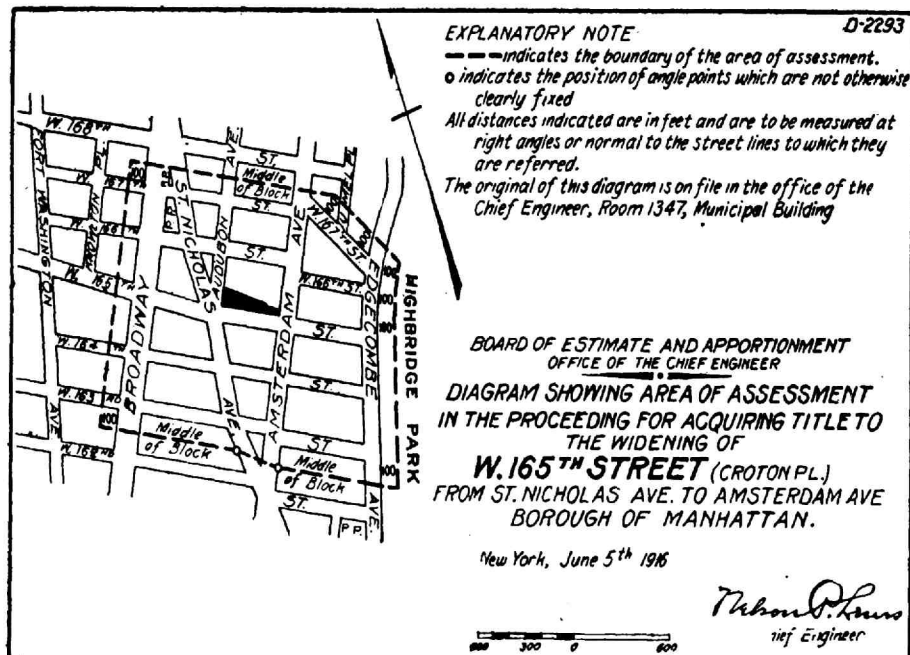 D-2293
EXPLANATORY NOTE
indicates the boundary of the area of assessment.
indicates the position of angle points which are not otherwise
clearly fixed
All distances indicated are in feet and are to be measured at
right angles or normal to the street lines to which they
are referred.
The original of this diagram is on file in the office of the
Chief Engineer, Room 1347, Municipal Building
BOARD OF ESTIMATE AND APPORTIONMENT
OFFICE OF THE CHIEF ENGINEER
DIAGRAM SHOWING AREA OF ASSESSMENT
IN THE PROCEEDING FOR ACQUIRING TITLE TO
THE WIDENING OF
W. 165TH STREET (CROTON PL.)
FROM ST. NICHOLAS AVE. TO AMSTERDAM AVE
BOROUGH OF MANHATTAN.
New York, June 5th 1916
Nelson P. Lewis
hief Engineer
300 0 600
W. 168TH
ST.
FORT WASHINGTON
AVE
W. 167TH
W. 165TH
W. 164TH
W. 163RD
W. 162ND
BROADWAY
ST. NICHOLAS
AVE
AUDUBON
AVE.
AMSTERDAM
AVE
EDGECOMBE
AVE.
HIGHBRIDGE PARK
W. 167TH ST.
W. 166TH ST.
ST.
ST.
ST.
ST.
ST
ST.
Middle
of Block
Middle
of Block
Middle
of Block
100
100
100
100
100
100
P.P.
P.P.
P.P.